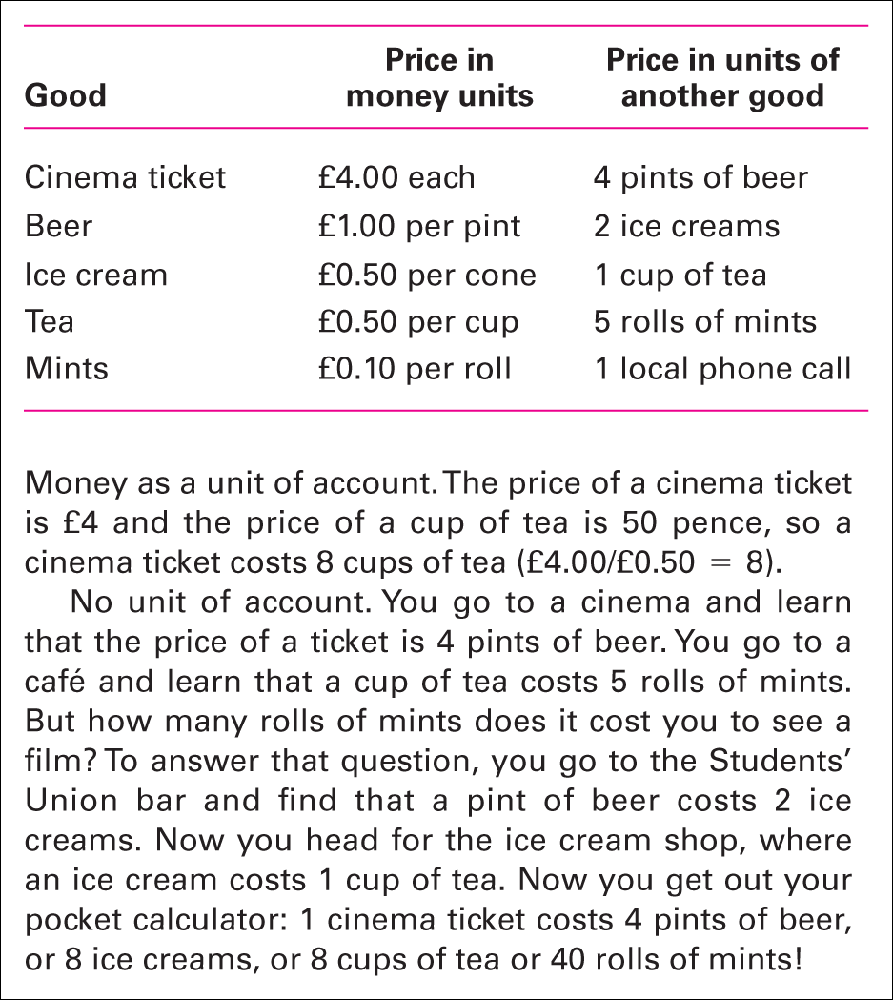 Good Price in money units Price in units of another good
Cinema ticket £4.00 each 4 pints of beer
Beer £1.00 per pint 2 ice creams
Ice cream £0.50 per cone 1 cup of tea
Tea £0.50 per cup 5 rolls of mints
Mints £0.10 per roll 1 local phone call
Money as a unit of account. The price of a cinema ticket
is £4 and the price of a cup of tea is 50 pence, so a
cinema ticket costs 8 cups of tea (£4.00/£0.50 = 8).
No unit of account. You go to a cinema and learn
that the price of a ticket is 4 pints of beer. You go to a
café and learn that a cup of tea costs 5 rolls of mints.
But how many rolls of mints does it cost you to see a
film? To answer that question, you go to the Students’
Union bar and find that a pint of beer costs 2 ice
creams. Now you head for the ice cream shop, where
an ice cream costs 1 cup of tea. Now you get out your
pocket calculator: 1 cinema ticket costs 4 pints of beer,
or 8 ice creams, or 8 cups of tea or 40 rolls of mints!